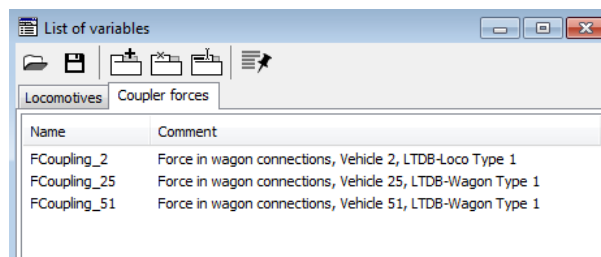 List of variables
Locomotives Coupler forces
Name Comment
FCoupling_2 Force in wagon connections, Vehicle 2, LTDB-Loco Type 1
FCoupling_25 Force in wagon connections, Vehicle 25, LTDB-Wagon Type 1
FCoupling_51 Force in wagon connections, Vehicle 51, LTDB-Wagon Type 1